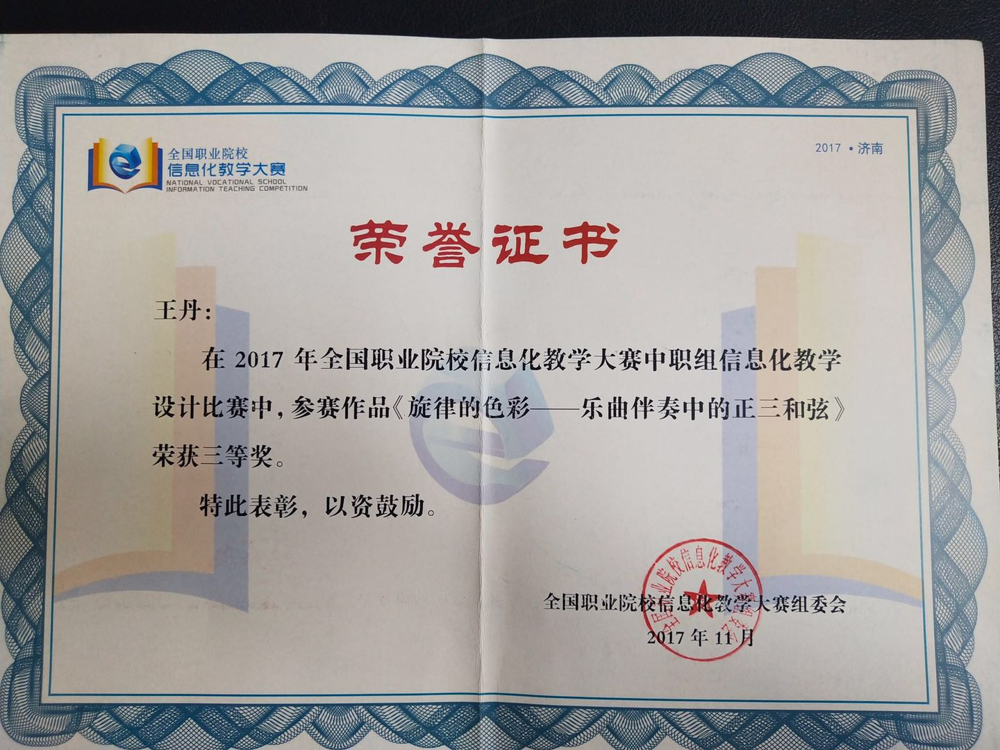 全国职业院校
信息化教学大赛
NATIONAL VOCATIONAL SCHOOL
INFORMATION TEACHING COMPETITION
2017·济南
荣誉证书
王丹：
在 2017 年全国职业院校信息化教学大赛中职组信息化教学
设计比赛中，参赛作品《旋律的色彩——乐曲伴奏中的正三和弦》
荣获三等奖。
特此表彰，以资鼓励。
全国职业院校信息化教学大赛组委会
2017 年 11 月
全国职业院校信息化教学大赛组委会